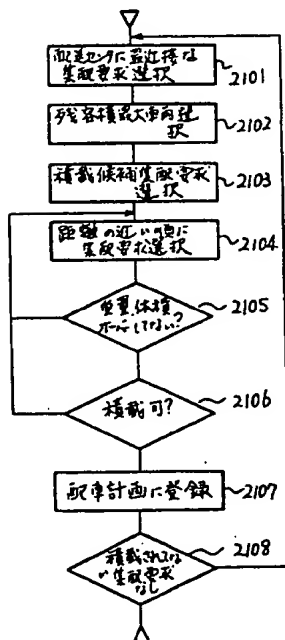 配送センタに最近接な
集配要求選択
2101
残容積最大車両選
択
2102
積載候補集配要求
選択
2103
距離の近い順に
集配要求選択
2104
重量、体積
オーバしてない?
2105
積載可?
2106
配車計画に登録
2107
積載されてな
い集配要求
なし
2108